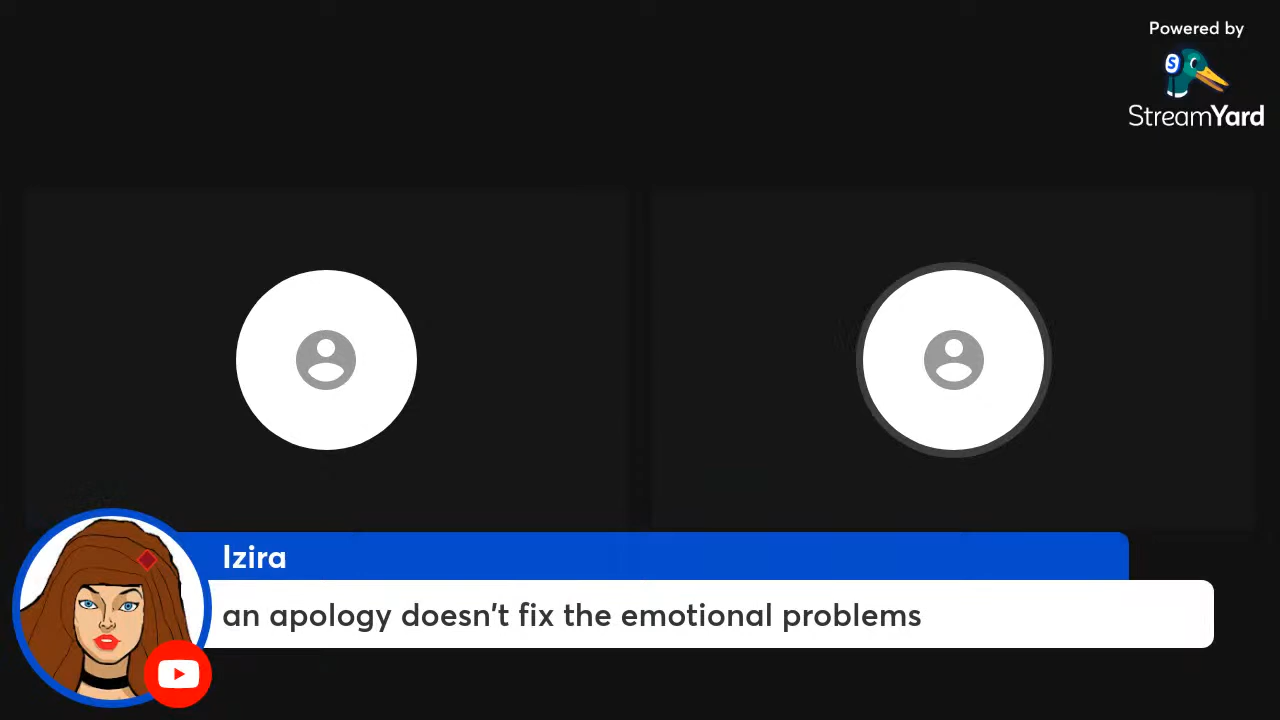 Powered by
S
StreamYard
Izira
an apology doesn't fix the emotional problems